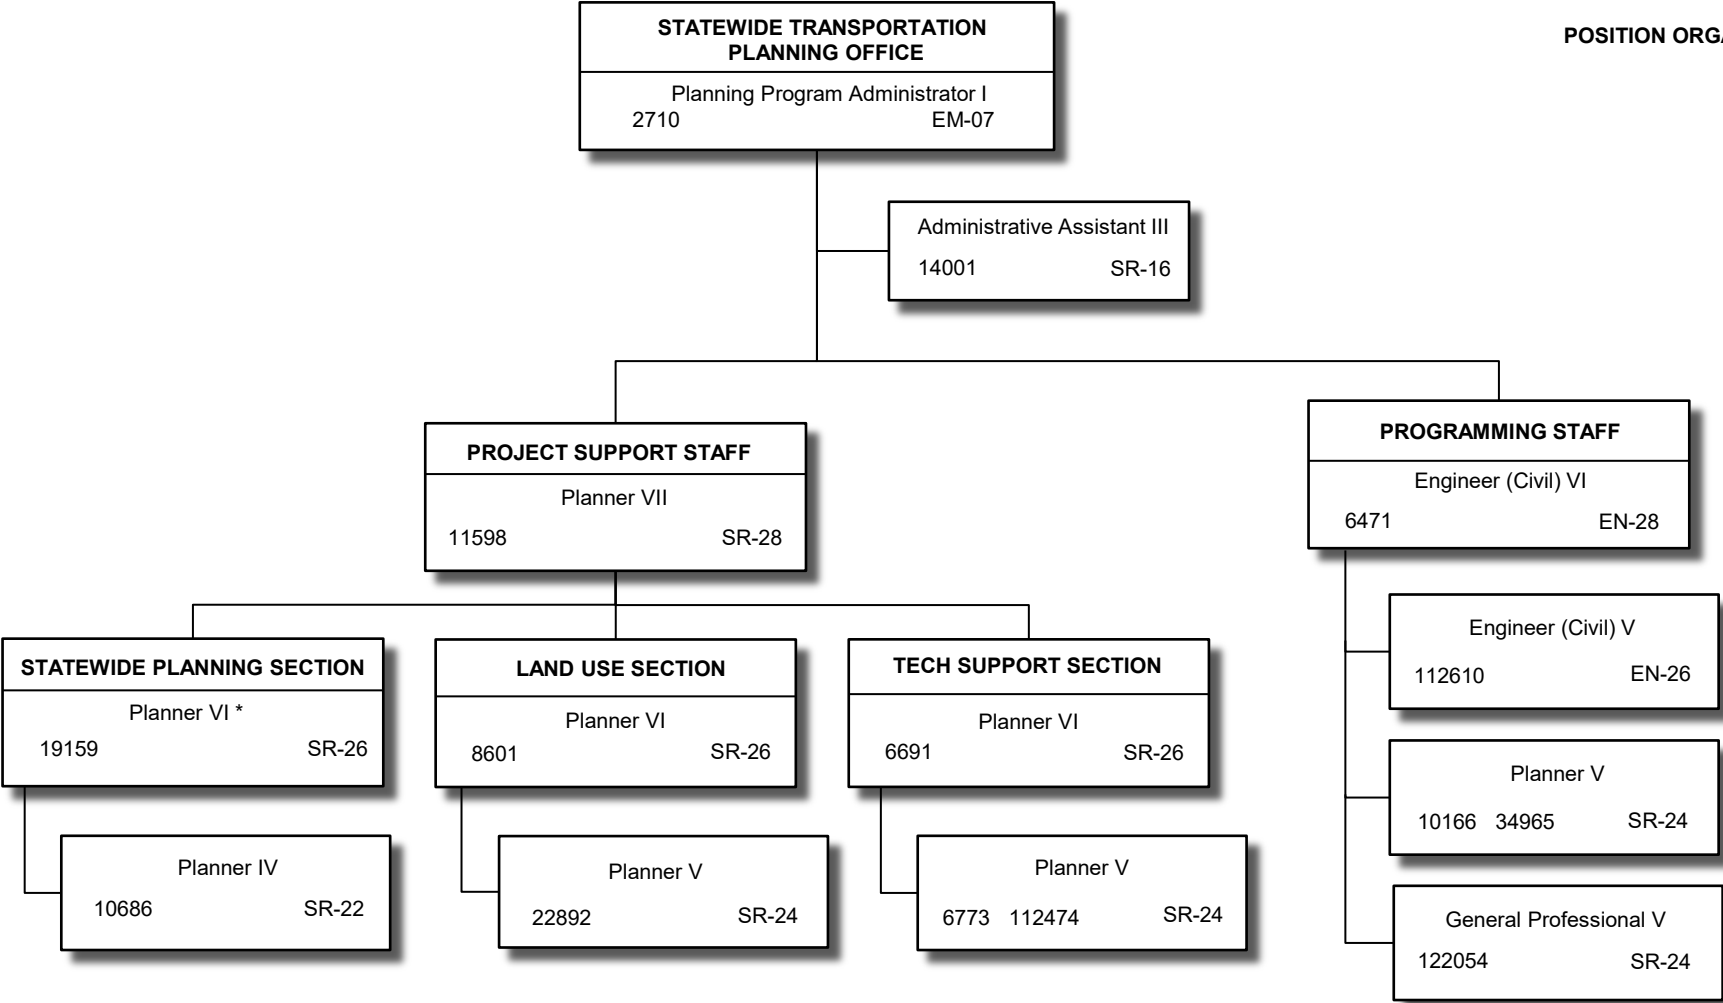 STATEWIDE TRANSPORTATION
PLANNING OFFICE
Planning Program Administrator I
2710 EM-07
POSITION ORGA
Administrative Assistant III
14001 SR-16
PROJECT SUPPORT STAFF
Planner VII
11598 SR-28
PROGRAMMING STAFF
Engineer (Civil) VI
6471 EN-28
STATEWIDE PLANNING SECTION
Planner VI *
19159 SR-26
Planner IV
10686 SR-22
LAND USE SECTION
Planner VI
8601 SR-26
Planner V
22892 SR-24
TECH SUPPORT SECTION
Planner VI
6691 SR-26
Planner V
6773 112474 SR-24
Engineer (Civil) V
112610 EN-26
Planner V
10166 34965 SR-24
General Professional V
122054 SR-24